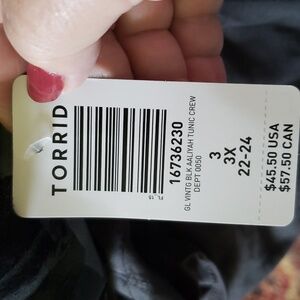 TORRID
16736230
GL VINTG BLK AALIYAH TUNIC CREW
DEPT 0050
3
3X
22-24
$45.50 USA
$57.50 CAN